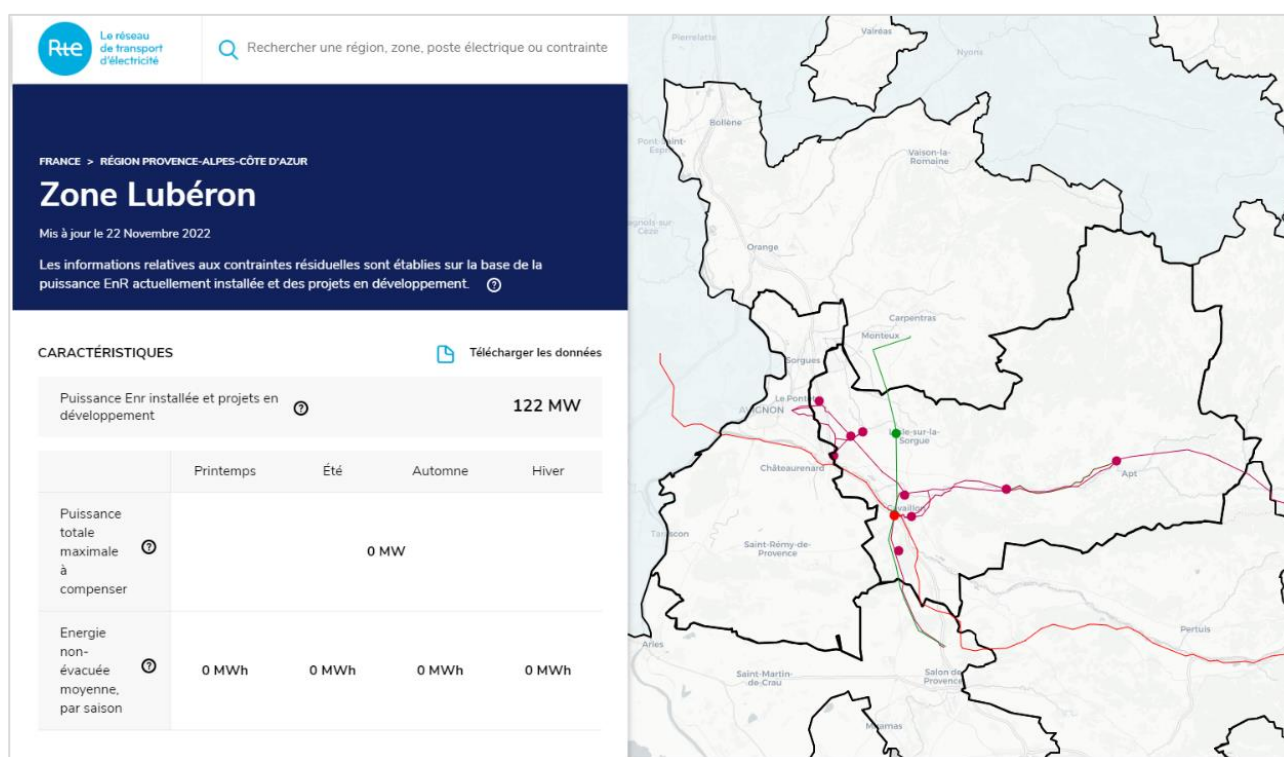 Rte
Le réseau
de transport
d'électricité
Rechercher une région, zone, poste électrique ou contrainte
FRANCE > RÉGION PROVENCE-ALPES-CÔTE D'AZUR
Zone Lubéron
Mis à jour le 22 Novembre 2022
Les informations relatives aux contraintes résiduelles sont établies sur la base de la
puissance EnR actuellement installée et des projets en développement. ?
CARACTÉRISTIQUES
Télécharger les données
Puissance Enr installée et projets en
développement
?
122 MW
Printemps Été Automne Hiver
Puissance
totale
maximale
à
compenser
?
0 MW
Energie
non-
évacuée
moyenne,
par saison
?
0 MWh 0 MWh 0 MWh 0 MWh
Pierrelatte
Valréas
Nyons
Bollène
Vaison-la-
Romaine
Orange
Carpentras
Monteux
Sorgues
Le Pontet
AVIGNON
Sorgue
Châteaurenard
Apt
Saint-Rémy-de-
Provence
Pertuis
Arles
Saint-Martin-
de-Crau
Salon de
Provence